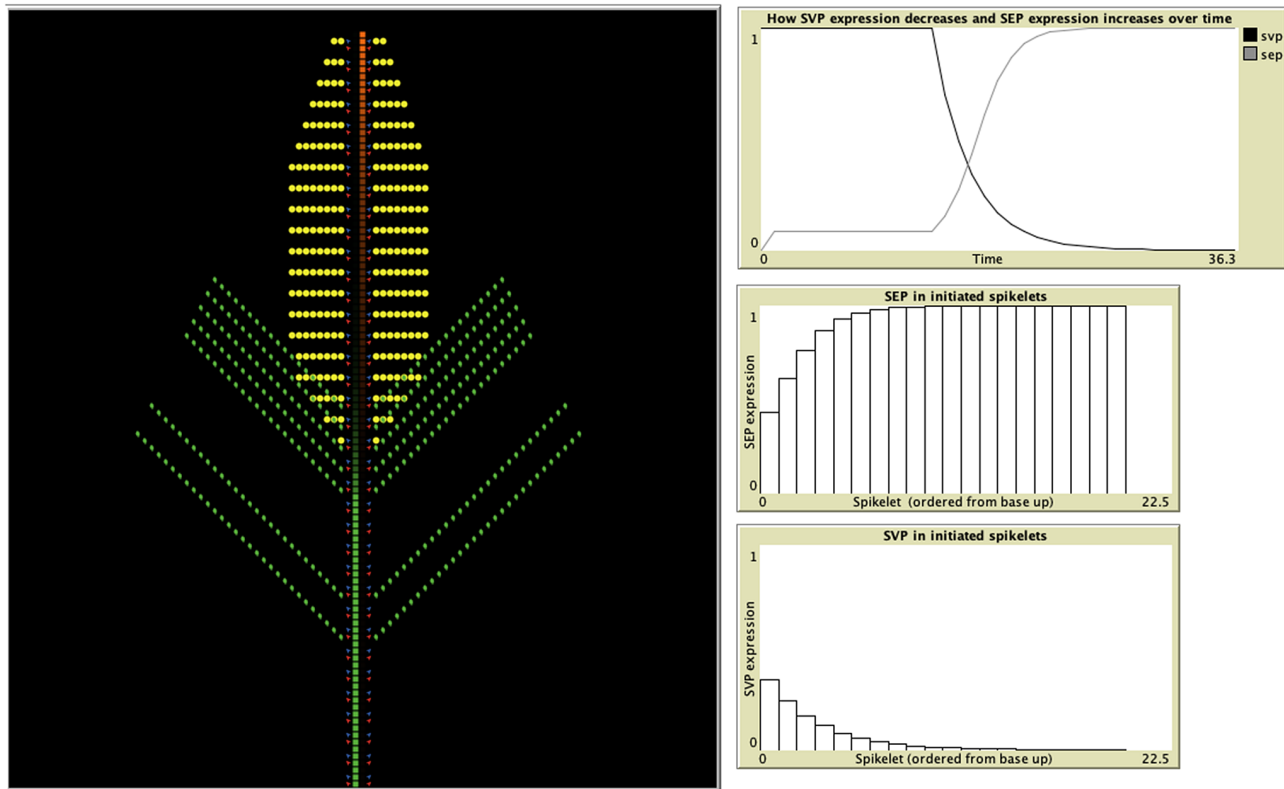 How SVP expression decreases and SEP expression increases over time
1
svp
sep
0
0 Time 36.3
SEP in initiated spikelets
1
SEP expression
0
0 Spikelet (ordered from base up) 22.5
SVP in initiated spikelets
1
SVP expression
0
0 Spikelet (ordered from base up) 22.5